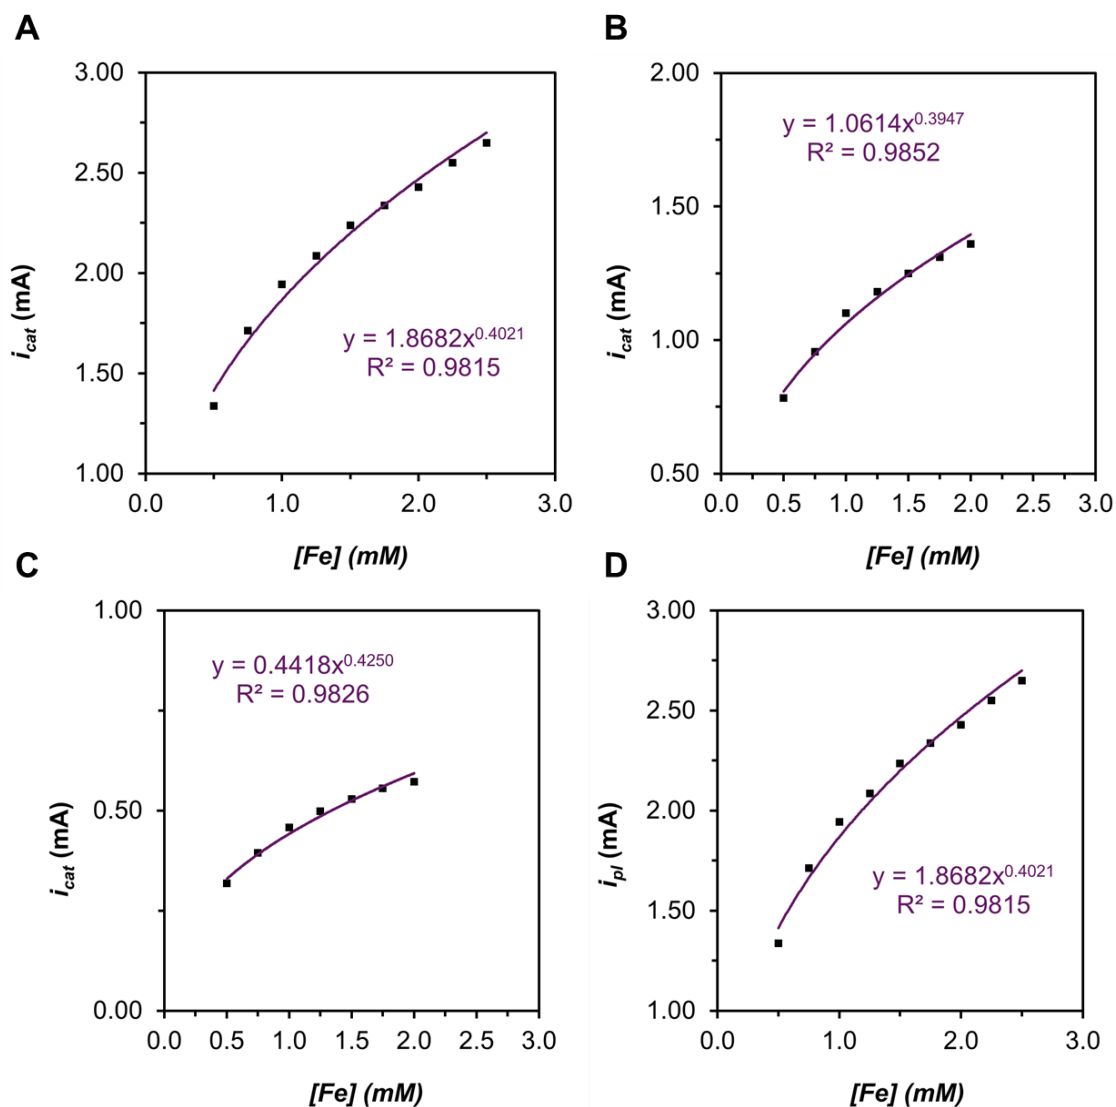 A
3.00
2.50
2.00
1.50
1.00
i_cat (mA)
y = 1.8682x^0.4021
R² = 0.9815
0.0 1.0 2.0 3.0
[Fe] (mM)
B
2.00
1.50
1.00
0.50
i_cat (mA)
y = 1.0614x^0.3947
R² = 0.9852
0.0 0.5 1.0 1.5 2.0 3.0
[Fe] (mM)
C
1.00
0.50
0.00
i_cat (mA)
y = 0.4418x^0.4250
R² = 0.9826
0.0 0.5 1.0 1.5 2.0 3.0
[Fe] (mM)
D
3.00
2.50
2.00
1.50
1.00
i_pl (mA)
y = 1.8682x^0.4021
R² = 0.9815
0.0 1.0 2.0 3.0
[Fe] (mM)